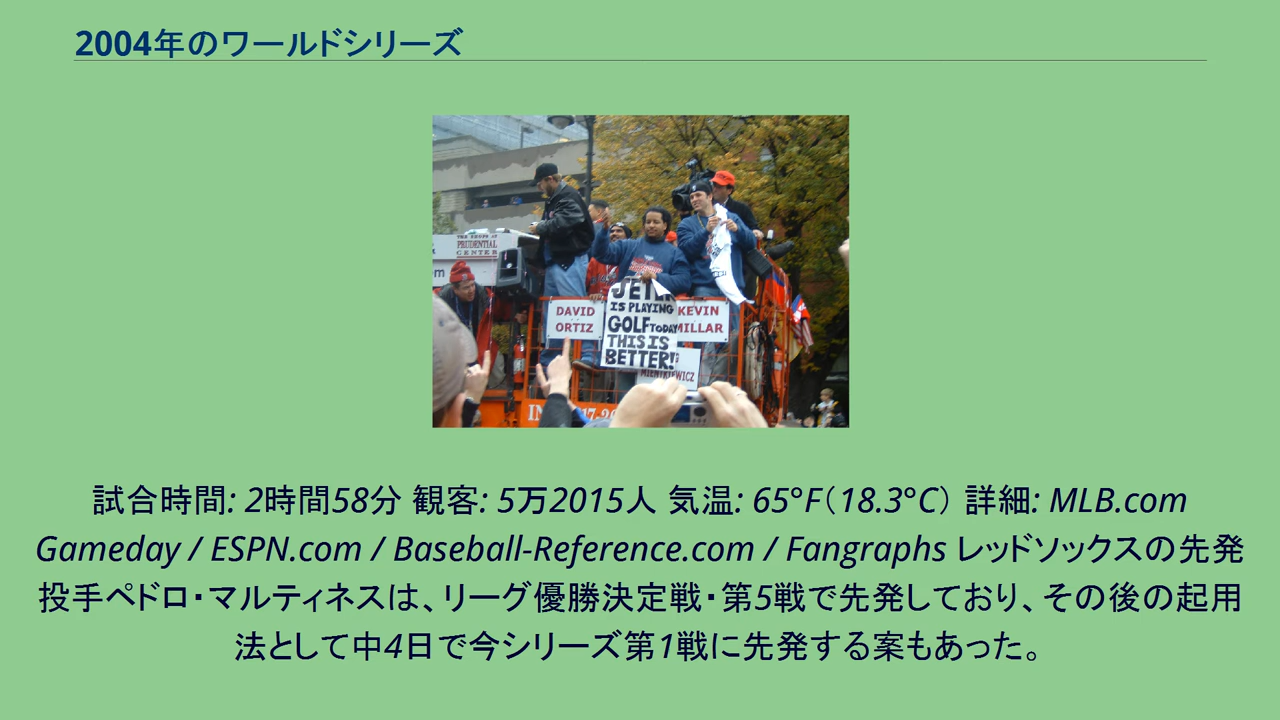 2004年のワールドシリーズ
THE SHOPS AT
PRUDENTIAL
CENTER
DAVID
ORTIZ
JETER
IS PLAYING
GOLF TODAY
THIS IS
BETTER!
KEVIN
MILLAR
MIENTKIEWICZ
試合時間: 2時間58分 観客: 5万2015人 気温: 65°F（18.3°C） 詳細: MLB.com
Gameday / ESPN.com / Baseball-Reference.com / Fangraphs レッドソックスの先発
投手ペドロ・マルティネスは、リーグ優勝決定戦・第5戦で先発しており、その後の起用
法として中4日で今シリーズ第1戦に先発する案もあった。